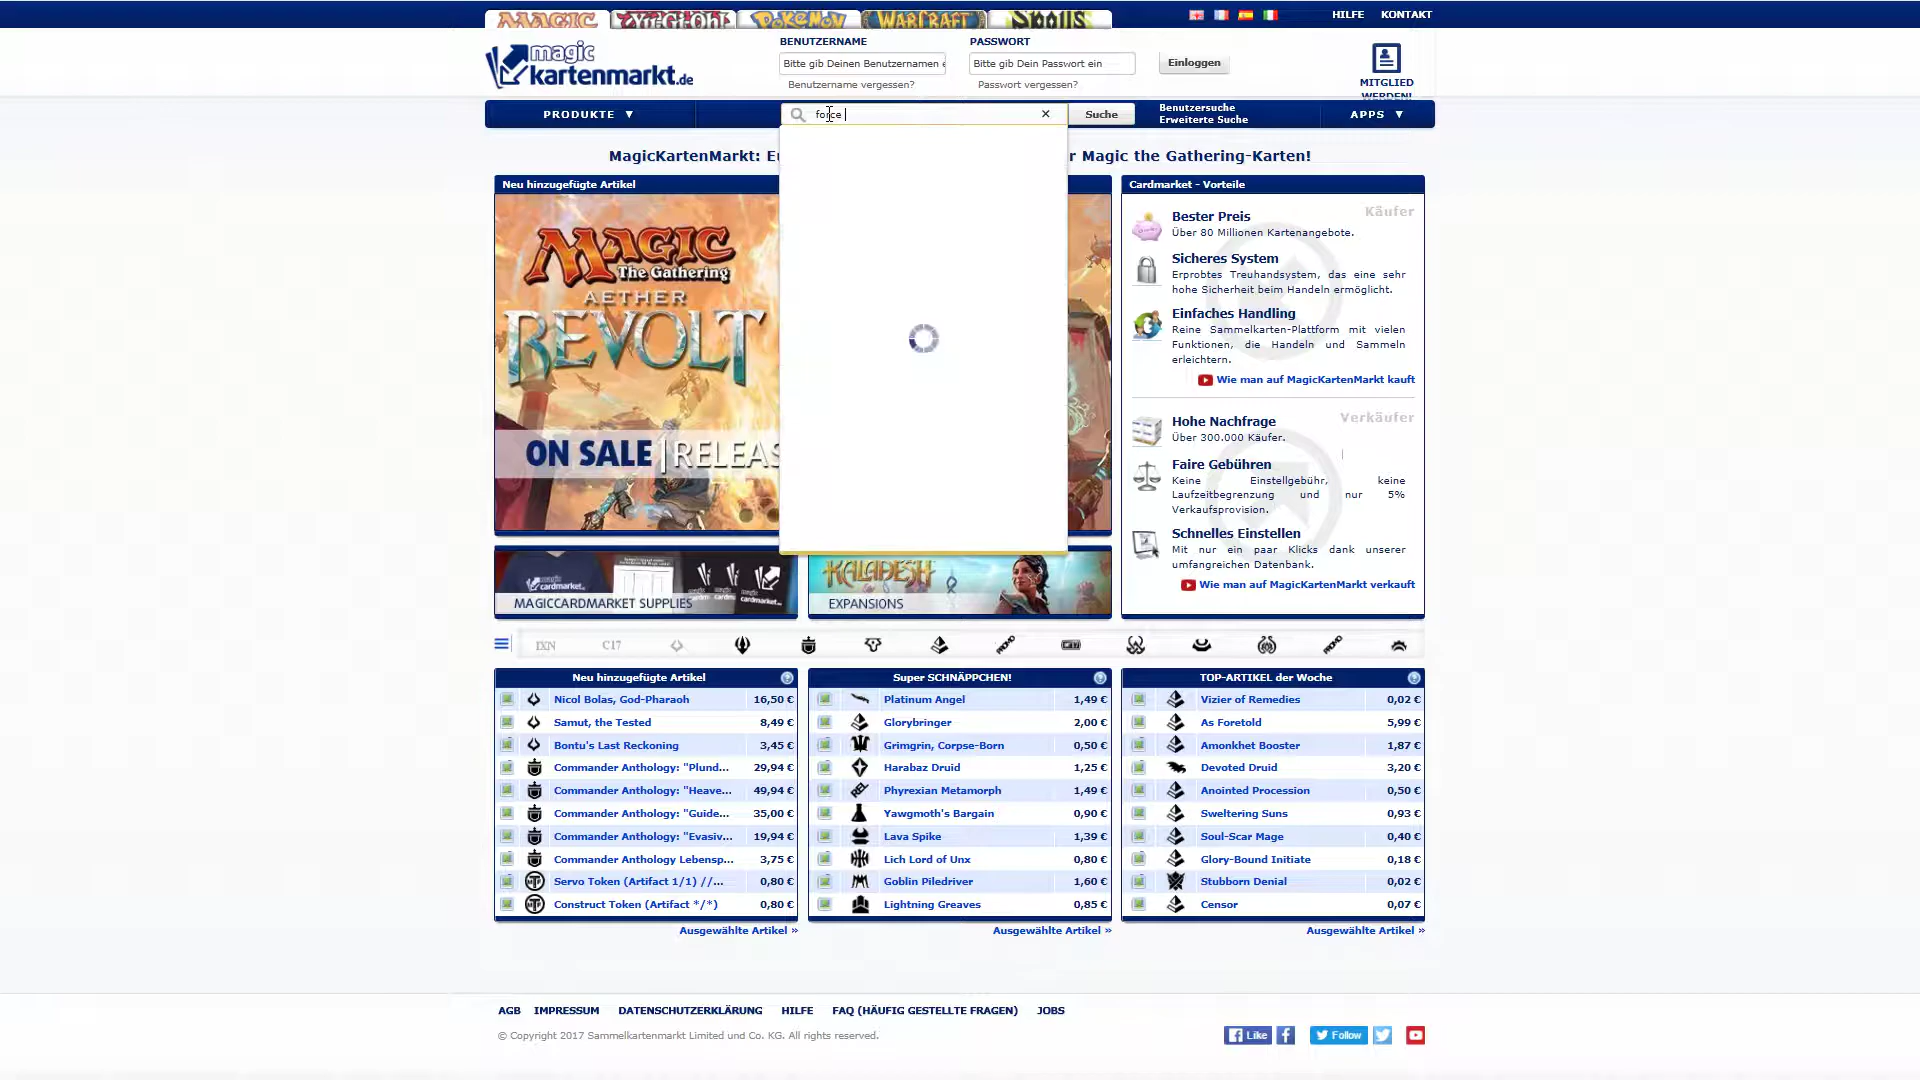 MAGIC
YU-GI-OH!
POKéMON
WARCRAFT
SPOILS
HILFE
KONTAKT
magic
kartenmarkt.de
BENUTZERNAME
PASSWORT
Bitte gib Deinen Benutzernamen e
Bitte gib Dein Passwort ein
Einloggen
Benutzername vergessen?
Passwort vergessen?
MITGLIED
WERDEN!
PRODUKTE ▼
force
✕
Suche
Benutzersuche
Erweiterte Suche
APPS ▼
MagicKartenMarkt: Eu
r Magic the Gathering-Karten!
Neu hinzugefügte Artikel
MAGIC
The Gathering
AETHER
REVOLT
ON SALE | RELEAS
MAGICCARDMARKET SUPPLIES
KALADESH
EXPANSIONS
Cardmarket - Vorteile
Käufer
Bester Preis
Über 80 Millionen Kartenangebote.
Sicheres System
Erprobtes Treuhandsystem, das eine sehr
hohe Sicherheit beim Handeln ermöglicht.
Einfaches Handling
Reine Sammelkarten-Plattform mit vielen
Funktionen, die Handeln und Sammeln
erleichtern.
Wie man auf MagicKartenMarkt kauft
Verkäufer
Hohe Nachfrage
Über 300.000 Käufer.
Faire Gebühren
Keine Einstellgebühr, keine
Laufzeitbegrenzung und nur 5%
Verkaufsprovision.
Schnelles Einstellen
Mit nur ein paar Klicks dank unserer
umfangreichen Datenbank.
Wie man auf MagicKartenMarkt verkauft
IXN
C17
PROMO
PROMO
Neu hinzugefügte Artikel
Nicol Bolas, God-Pharaoh 16,50 €
Samut, the Tested 8,49 €
Bontu's Last Reckoning 3,45 €
Commander Anthology: "Plund... 29,94 €
Commander Anthology: "Heave... 49,94 €
Commander Anthology: "Guide... 35,00 €
Commander Anthology: "Evasiv... 19,94 €
Commander Anthology Lebensp... 3,75 €
Servo Token (Artifact 1/1) //... 0,80 €
Construct Token (Artifact */*) 0,80 €
Ausgewählte Artikel »
Super SCHNÄPPCHEN!
Platinum Angel 1,49 €
Glorybringer 2,00 €
Grimgrin, Corpse-Born 0,50 €
Harabaz Druid 1,25 €
Phyrexian Metamorph 1,49 €
Yawgmoth's Bargain 0,90 €
Lava Spike 1,39 €
Lich Lord of Unx 0,80 €
Goblin Piledriver 1,60 €
Lightning Greaves 0,85 €
Ausgewählte Artikel »
TOP-ARTIKEL der Woche
Vizier of Remedies 0,02 €
As Foretold 5,99 €
Amonkhet Booster 1,87 €
Devoted Druid 3,20 €
Anointed Procession 0,50 €
Sweltering Suns 0,93 €
Soul-Scar Mage 0,40 €
Glory-Bound Initiate 0,18 €
Stubborn Denial 0,02 €
Censor 0,07 €
Ausgewählte Artikel »
AGB
IMPRESSUM
DATENSCHUTZERKLÄRUNG
HILFE
FAQ (HÄUFIG GESTELLTE FRAGEN)
JOBS
© Copyright 2017 Sammelkartenmarkt Limited und Co. KG. All rights reserved.
Like
Follow